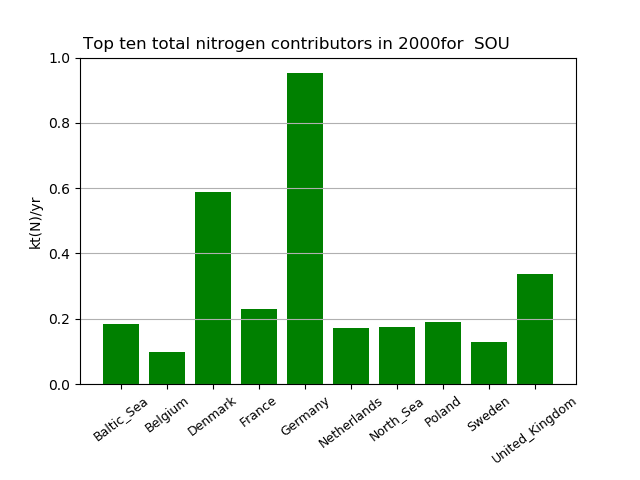 Top ten total nitrogen contributors in 2000for  SOU
1.0
0.8
0.6
0.4
0.2
0.0
kt(N)/yr
Baltic_Sea
Belgium
Denmark
France
Germany
Netherlands
North_Sea
Poland
Sweden
United_Kingdom